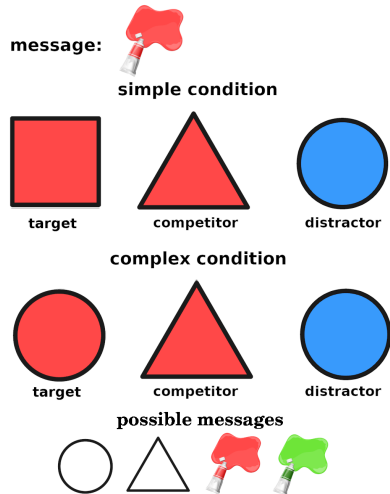 message:
simple condition
target competitor distractor
complex condition
target competitor distractor
possible messages